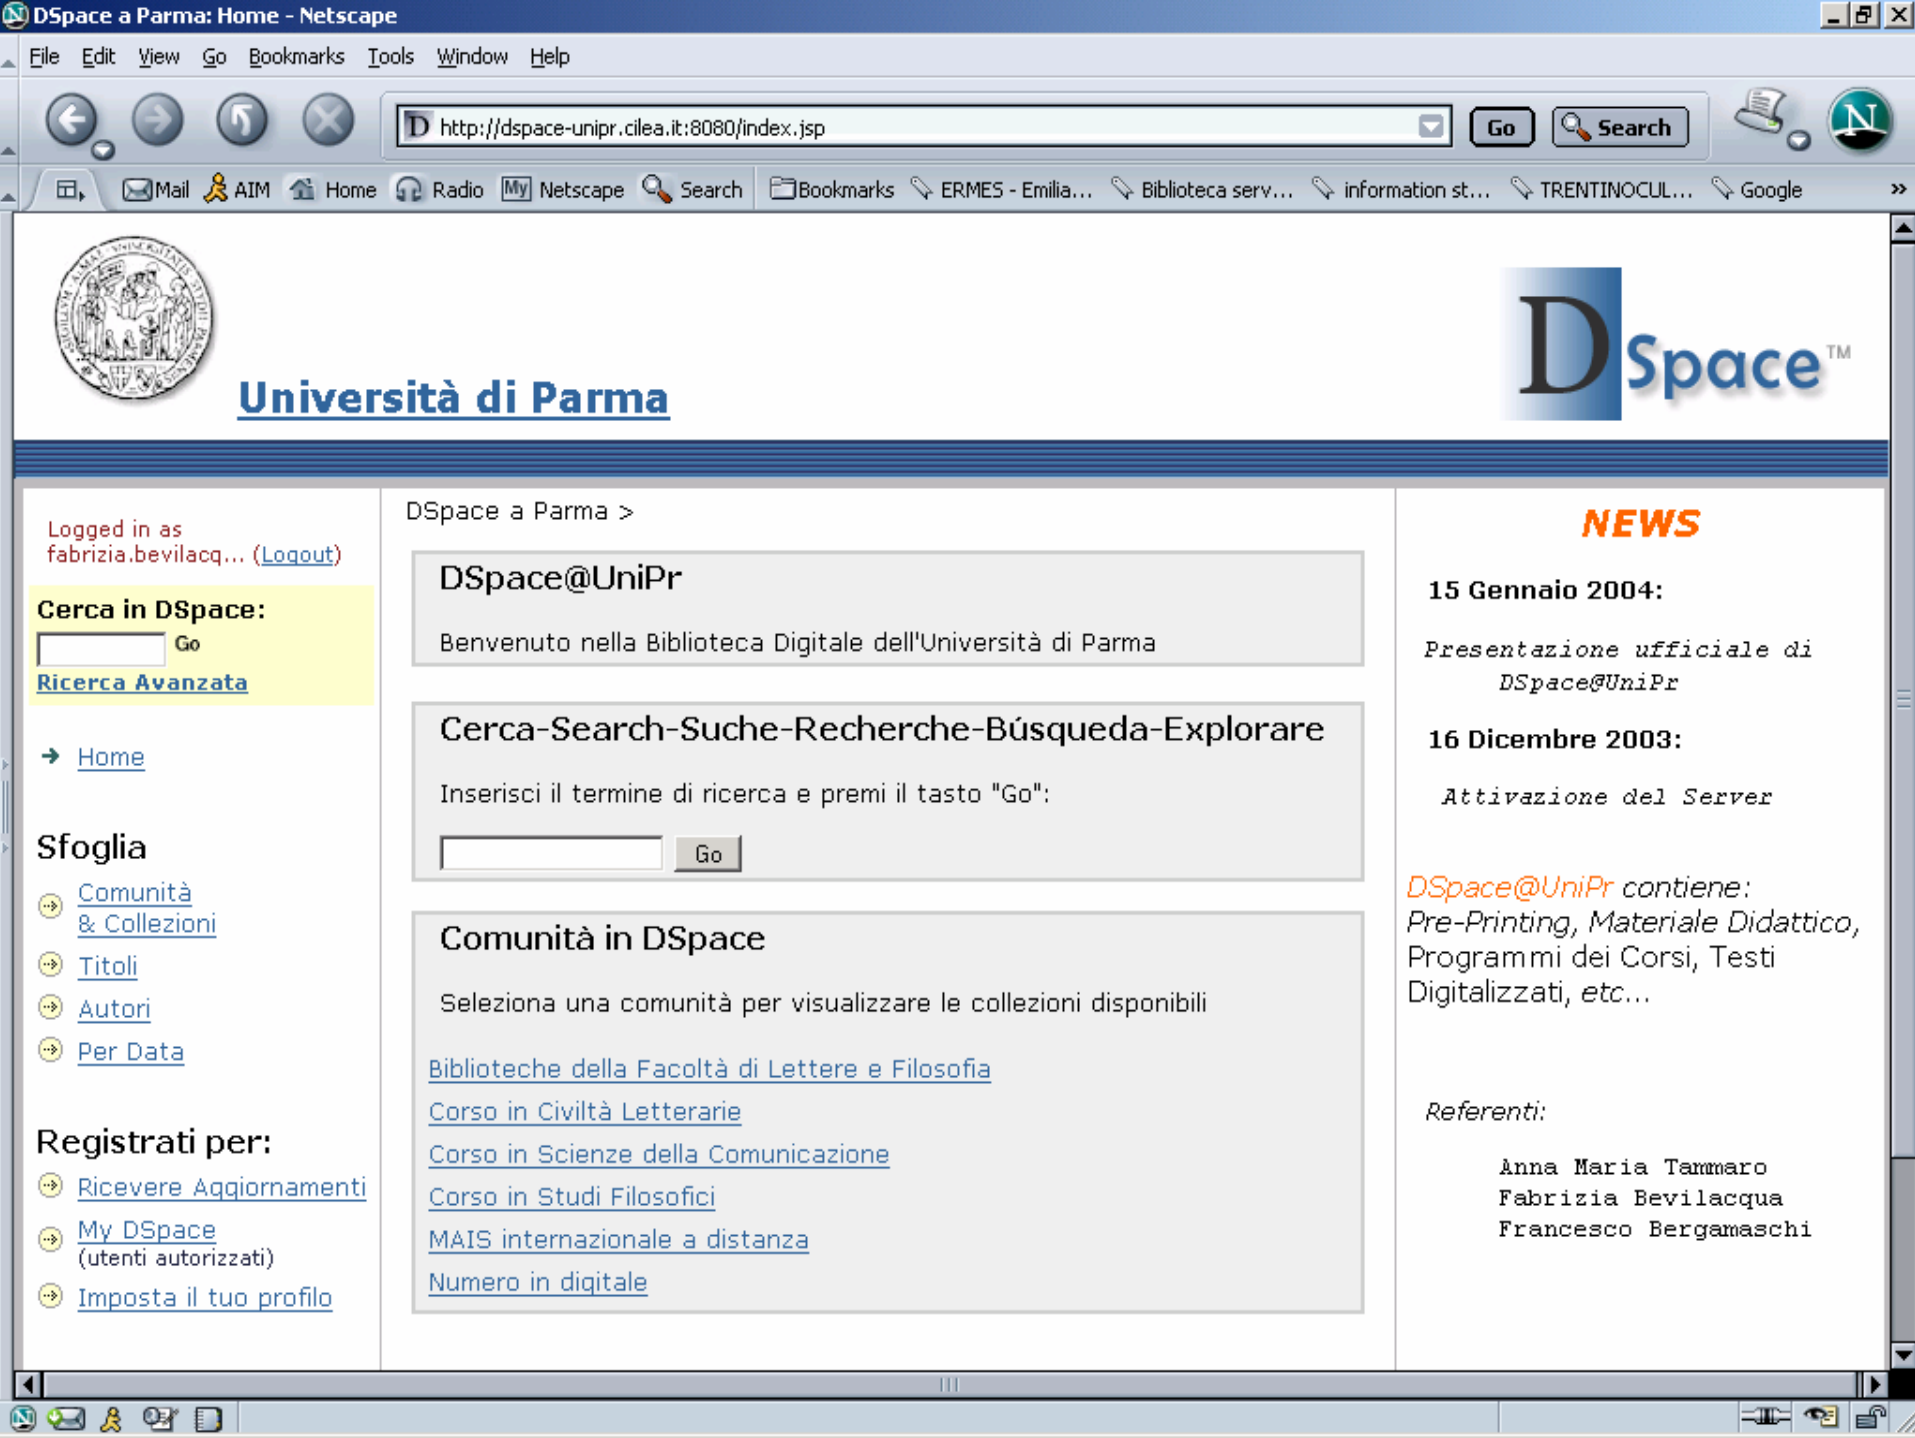 DSpace a Parma: Home - Netscape
File Edit View Go Bookmarks Tools Window Help
D http://dspace-unipr.cilea.it:8080/index.jsp Go Search N
Mail AIM Home Radio My Netscape Search Bookmarks ERMES - Emilia... Biblioteca serv... information st... TRENTINOCUL... Google »
Università di Parma
DSpace™
Logged in as
fabrizia.bevilacq... (Logout)
Cerca in DSpace:
Go
Ricerca Avanzata
Home
Sfoglia
Comunità
& Collezioni
Titoli
Autori
Per Data
Registrati per:
Ricevere Aggiornamenti
My DSpace
(utenti autorizzati)
Imposta il tuo profilo
DSpace a Parma >
DSpace@UniPr
Benvenuto nella Biblioteca Digitale dell'Università di Parma
Cerca-Search-Suche-Recherche-Búsqueda-Explorare
Inserisci il termine di ricerca e premi il tasto "Go":
Go
Comunità in DSpace
Seleziona una comunità per visualizzare le collezioni disponibili
Biblioteche della Facoltà di Lettere e Filosofia
Corso in Civiltà Letterarie
Corso in Scienze della Comunicazione
Corso in Studi Filosofici
MAIS internazionale a distanza
Numero in digitale
NEWS
15 Gennaio 2004:
Presentazione ufficiale di
DSpace@UniPr
16 Dicembre 2003:
Attivazione del Server
DSpace@UniPr contiene:
Pre-Printing, Materiale Didattico,
Programmi dei Corsi, Testi
Digitalizzati, etc...
Referenti:
Anna Maria Tammaro
Fabrizia Bevilacqua
Francesco Bergamaschi